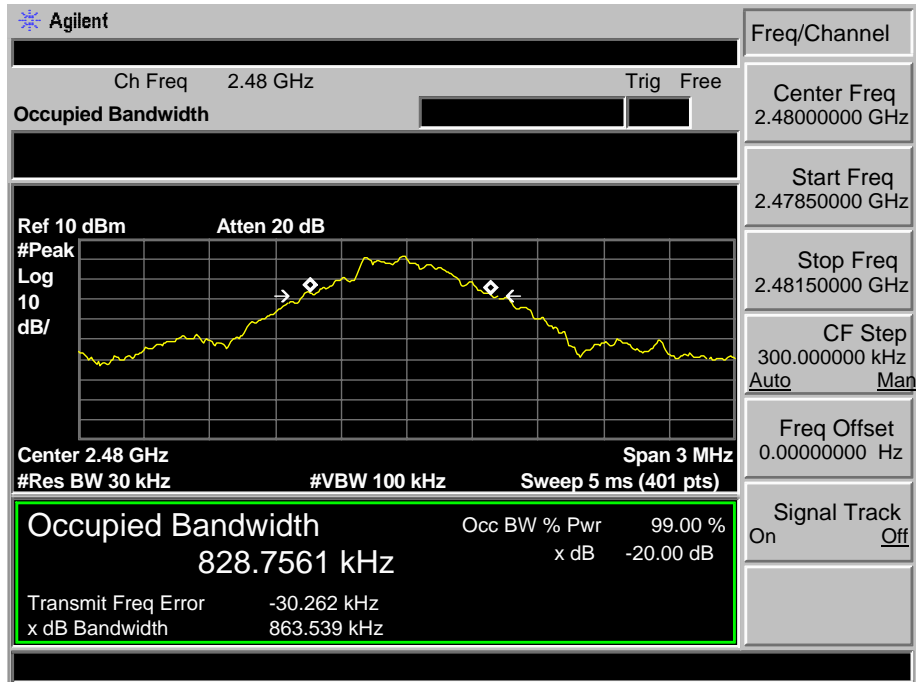 Agilent
Freq/Channel
Ch Freq 2.48 GHz Trig Free
Occupied Bandwidth
Center Freq
2.48000000 GHz
Start Freq
2.47850000 GHz
Ref 10 dBm Atten 20 dB
#Peak
Log
10
dB/
Stop Freq
2.48150000 GHz
CF Step
300.000000 kHz
Auto Man
Freq Offset
0.00000000 Hz
Center 2.48 GHz Span 3 MHz
#Res BW 30 kHz #VBW 100 kHz Sweep 5 ms (401 pts)
Signal Track
On Off
Occupied Bandwidth
828.7561 kHz
Occ BW % Pwr 99.00 %
x dB -20.00 dB
Transmit Freq Error -30.262 kHz
x dB Bandwidth 863.539 kHz